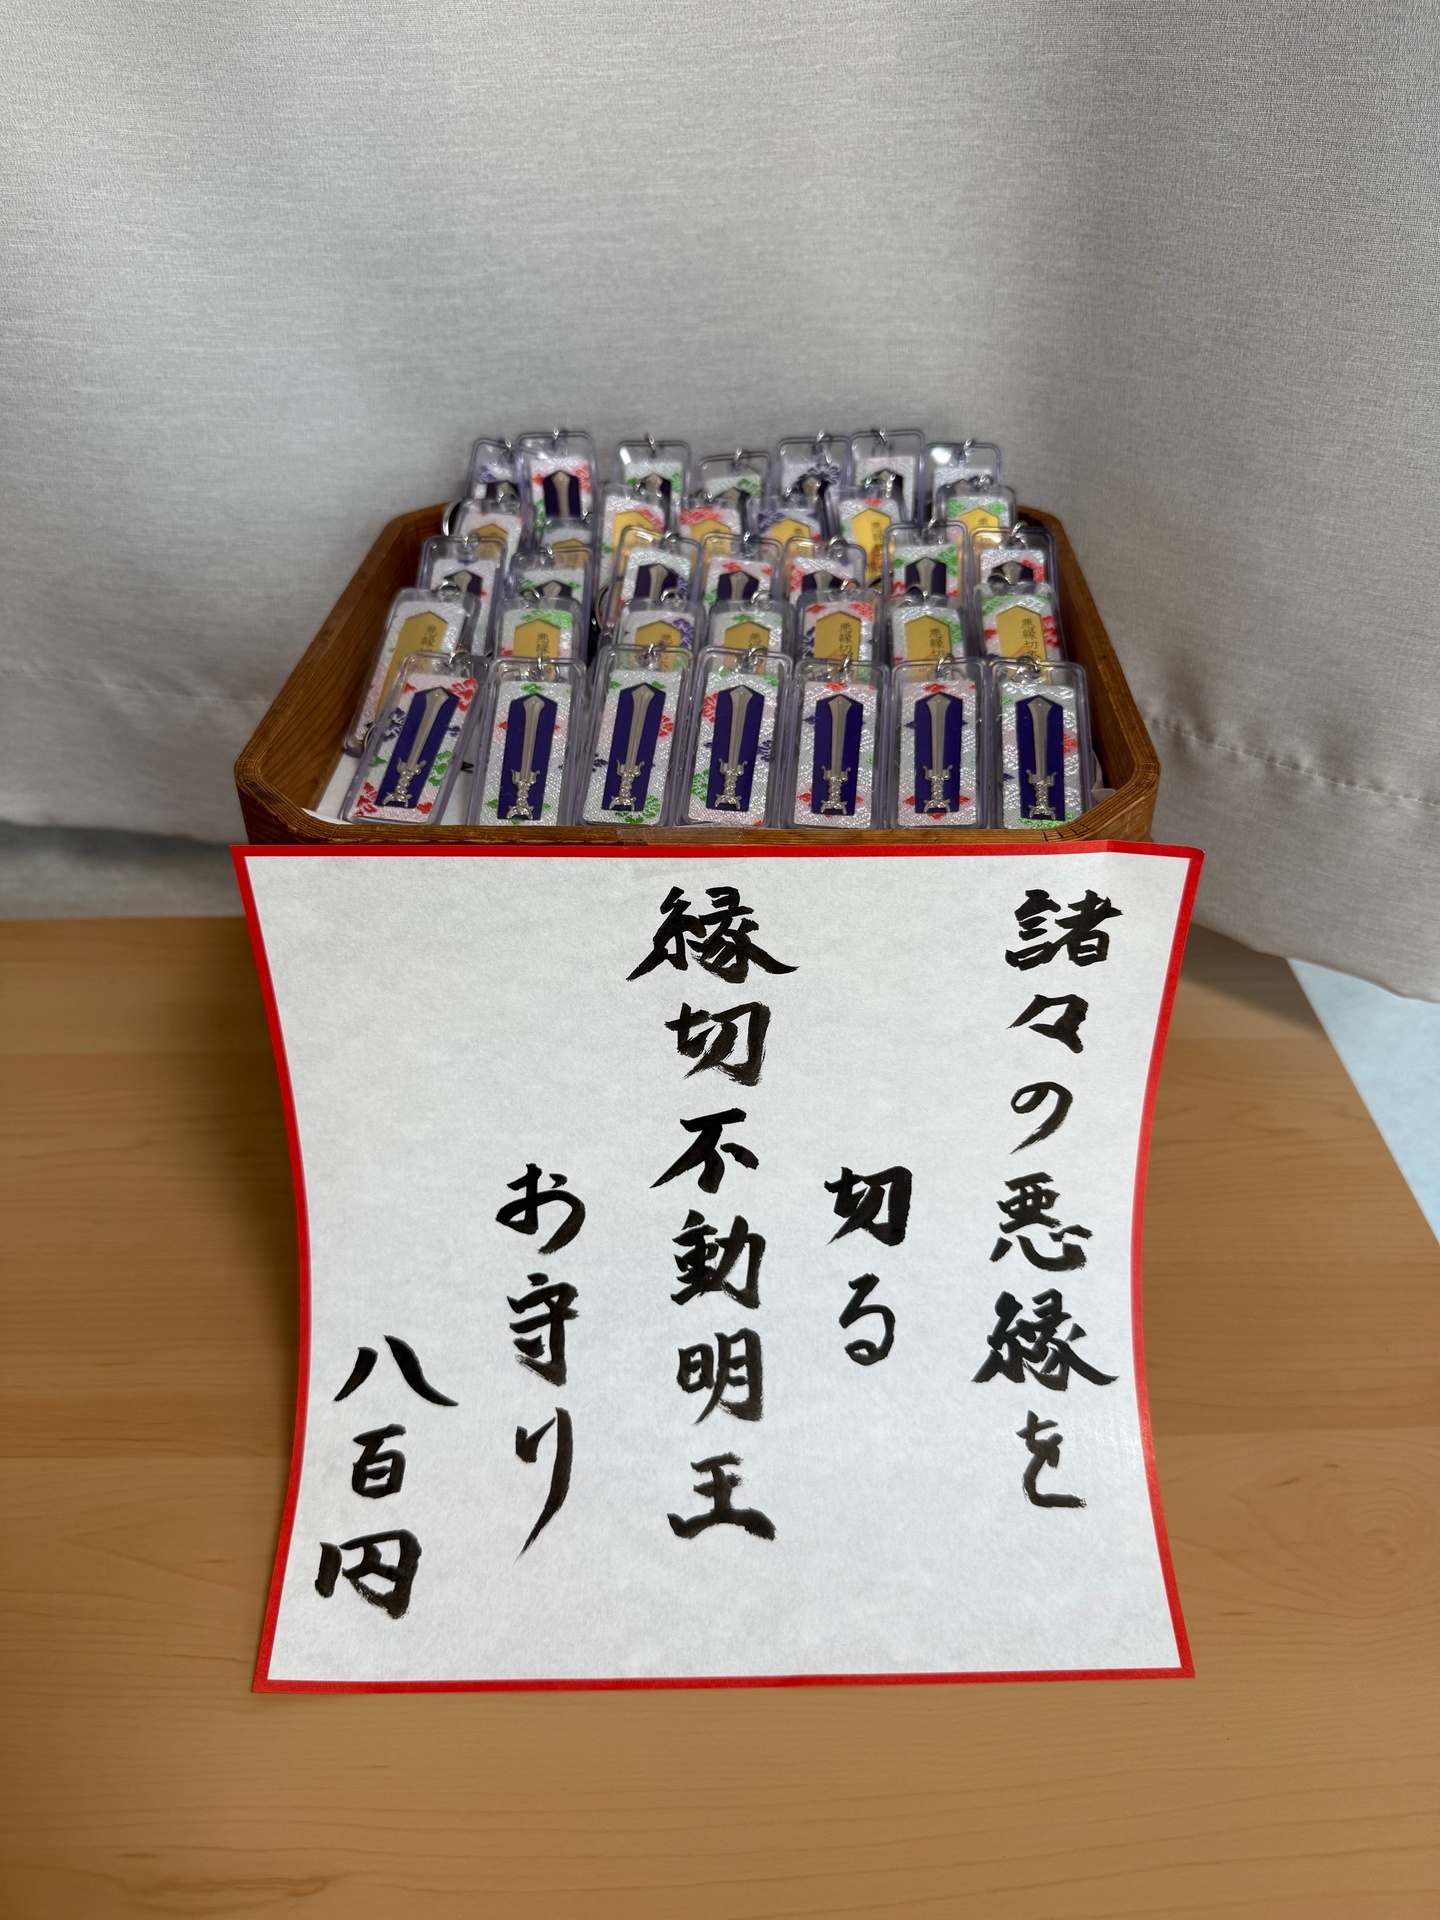 諸々の悪縁を
切る
縁切不動明王
お守り
八百円